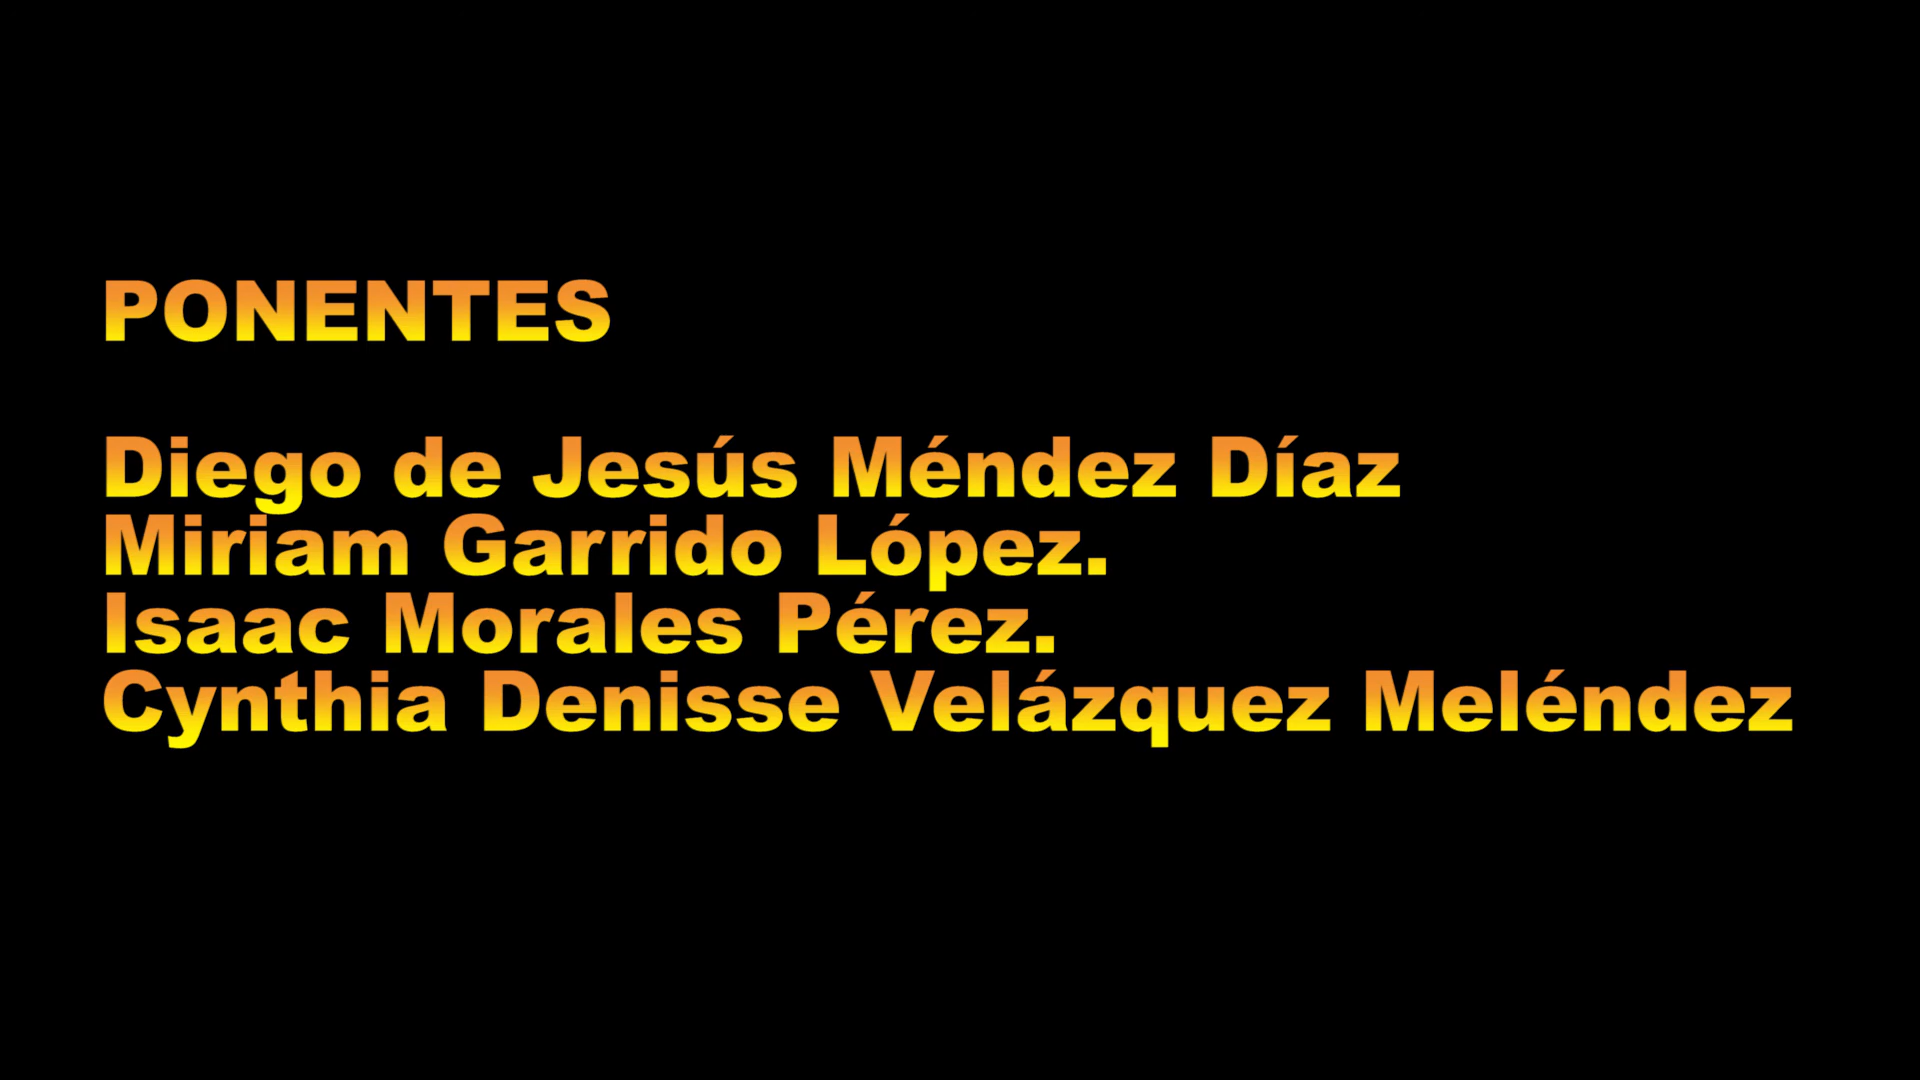 PONENTES
Diego de Jesús Méndez Díaz
Miriam Garrido López.
Isaac Morales Pérez.
Cynthia Denisse Velázquez Meléndez